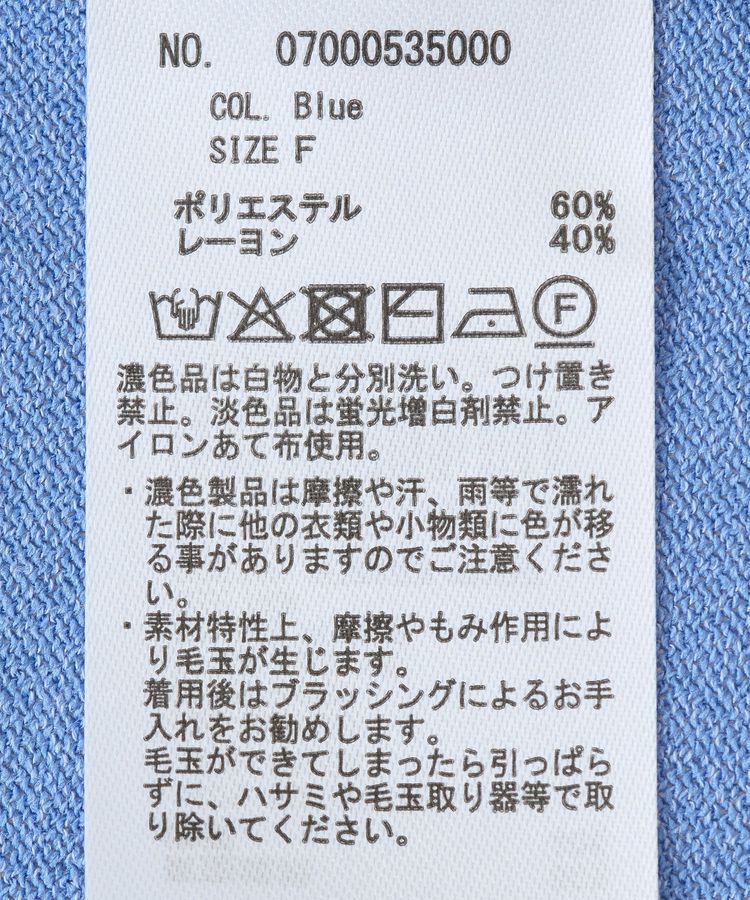 NO. 07000535000
COL. Blue
SIZE F
ポリエステル 60%
レーヨン 40%
F
濃色品は白物と分別洗い。つけ置き
禁止。淡色品は蛍光増白剤禁止。ア
イロンあて布使用。
・濃色製品は摩擦や汗、雨等で濡れ
た際に他の衣類や小物類に色が移
る事がありますのでご注意くださ
い。
・素材特性上、摩擦やもみ作用によ
り毛玉が生じます。
着用後はブラッシングによるお手
入れをお勧めします。
毛玉ができてしまったら引っぱら
ずに、ハサミや毛玉取り器等で取
り除いてください。